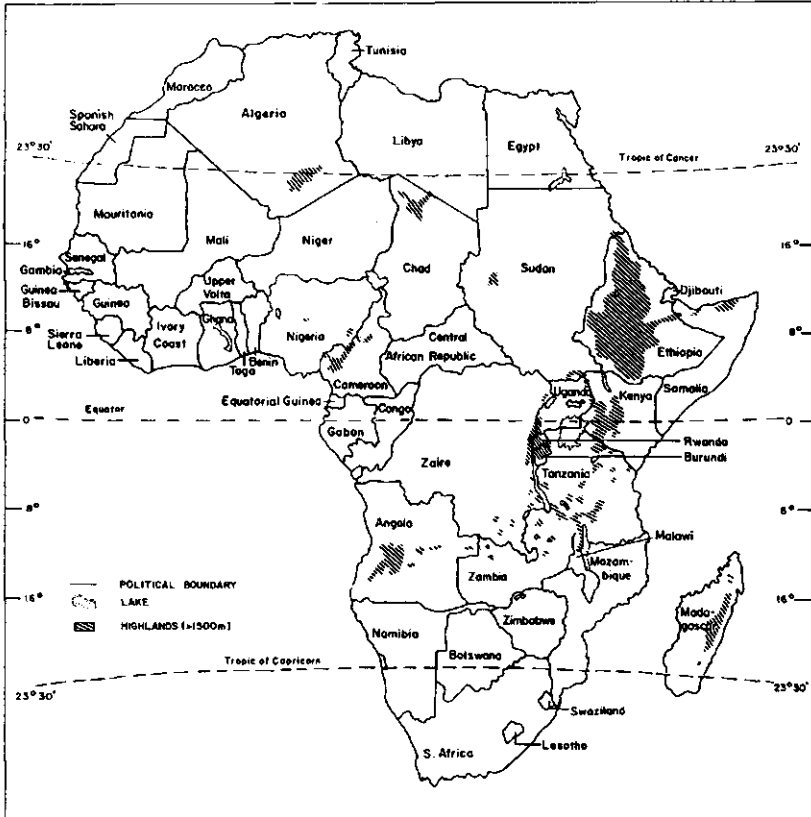 Tunisia
Morocco
Algeria
Spanish
Sahara
Libya
Egypt
23°30'
23°30'
Tropic of Cancer
Mauritania
Mali
Niger
16°
16°
Senegal
Chad
Sudan
Gambia
Upper
Volta
Djibouti
Guinea
Bissau
Guinea
Ghana
Nigeria
8°
8°
Ivory
Coast
Sierra
Leone
Central
African Republic
Ethiopia
Liberia
Togo
Benin
Cameroon
Uganda
Kenya
Somalia
Equatorial Guinea
Congo
Equator
0
0
Gabon
Rwanda
Burundi
Zaire
Tanzania
8°
8°
Angola
Malawi
Mozam-
bique
Zambia
POLITICAL BOUNDARY
LAKE
16°
16°
HIGHLANDS (>1500m)
Mada-
gascar
Zimbabwe
Namibia
Botswana
Tropic of Capricorn
23°30'
23°30'
Swaziland
S. Africa
Lesotho